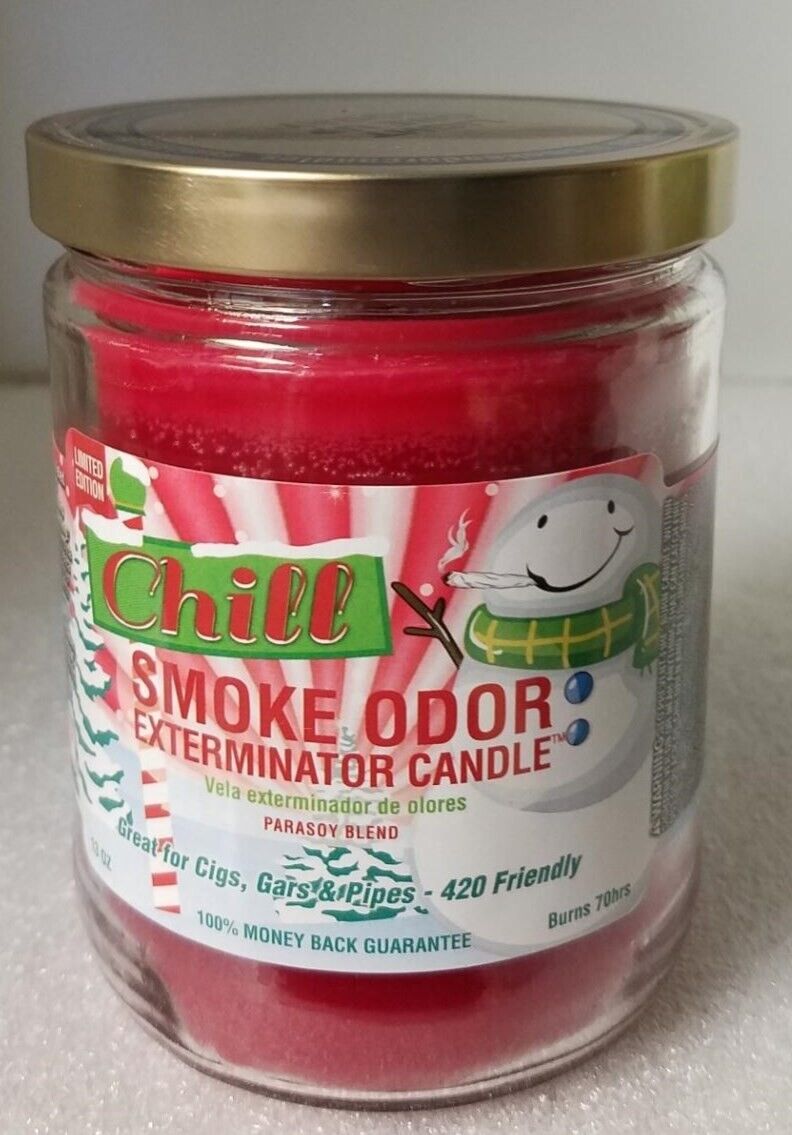 LIMITED
EDITION
Chill
SMOKE ODOR
EXTERMINATOR CANDLE™
Vela exterminador de olores
PARASOY BLEND
13 OZ
Great for Cigs, Gars & Pipes - 420 Friendly
100% MONEY BACK GUARANTEE
Burns 70hrs